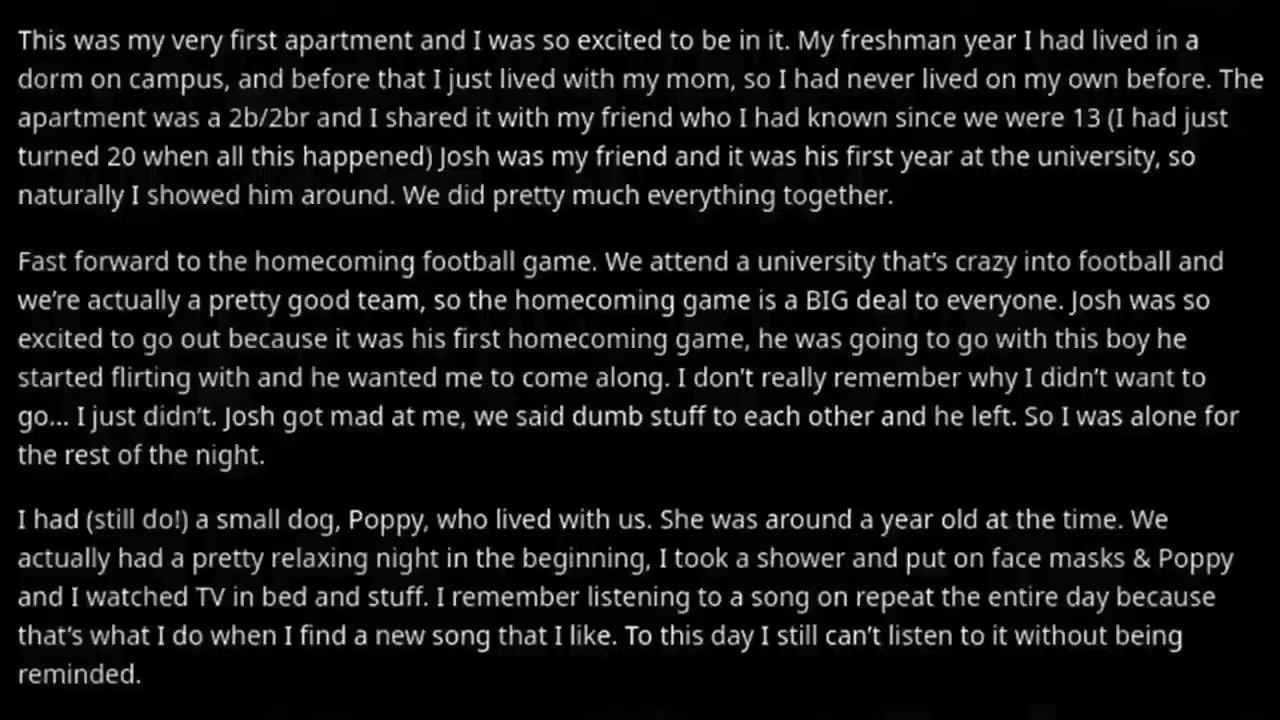 This was my very first apartment and I was so excited to be in it. My freshman year I had lived in a
dorm on campus, and before that I just lived with my mom, so I had never lived on my own before. The
apartment was a 2b/2br and I shared it with my friend who I had known since we were 13 (I had just
turned 20 when all this happened) Josh was my friend and it was his first year at the university, so
naturally I showed him around. We did pretty much everything together.
Fast forward to the homecoming football game. We attend a university that’s crazy into football and
we’re actually a pretty good team, so the homecoming game is a BIG deal to everyone. Josh was so
excited to go out because it was his first homecoming game, he was going to go with this boy he
started flirting with and he wanted me to come along. I don’t really remember why I didn’t want to
go... I just didn’t. Josh got mad at me, we said dumb stuff to each other and he left. So I was alone for
the rest of the night.
I had (still do!) a small dog, Poppy, who lived with us. She was around a year old at the time. We
actually had a pretty relaxing night in the beginning, I took a shower and put on face masks & Poppy
and I watched TV in bed and stuff. I remember listening to a song on repeat the entire day because
that’s what I do when I find a new song that I like. To this day I still can’t listen to it without being
reminded.